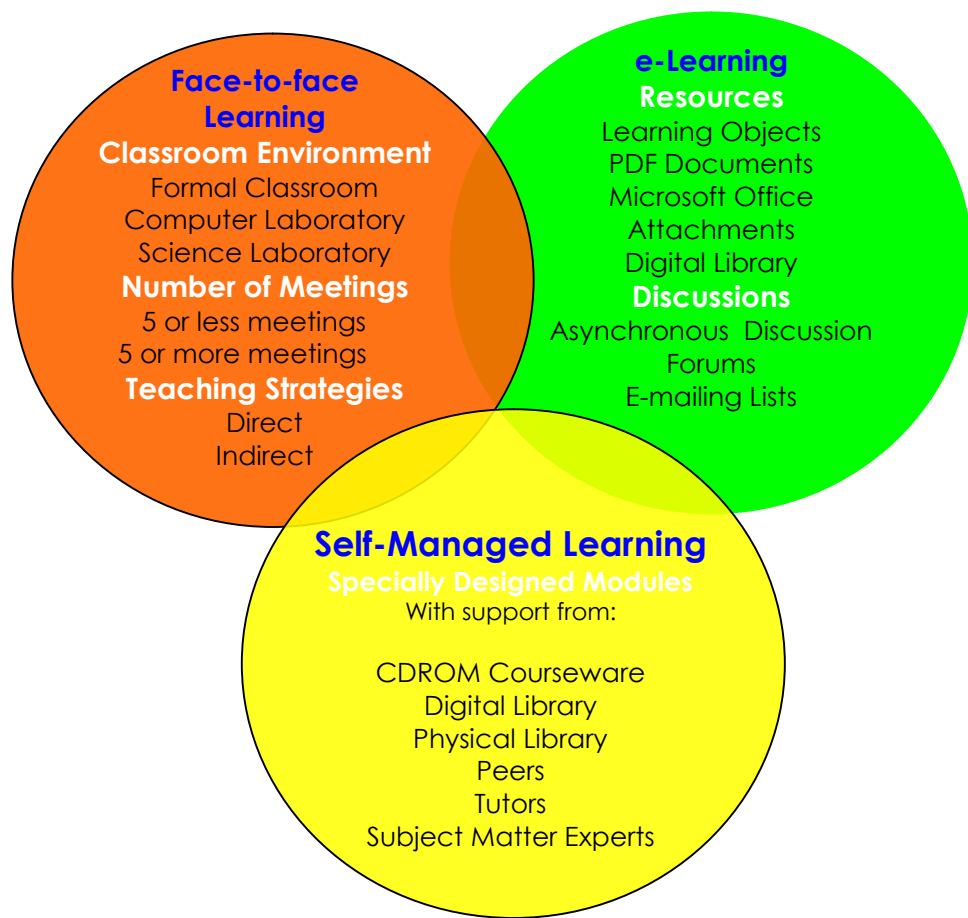 Face-to-face
Learning
Classroom Environment
Formal Classroom
Computer Laboratory
Science Laboratory
Number of Meetings
5 or less meetings
5 or more meetings
Teaching Strategies
Direct
Indirect
e-Learning
Resources
Learning Objects
PDF Documents
Microsoft Office
Attachments
Digital Library
Discussions
Asynchronous Discussion
Forums
E-mailing Lists
Self-Managed Learning
Specially Designed Modules
With support from:
CDROM Courseware
Digital Library
Physical Library
Peers
Tutors
Subject Matter Experts